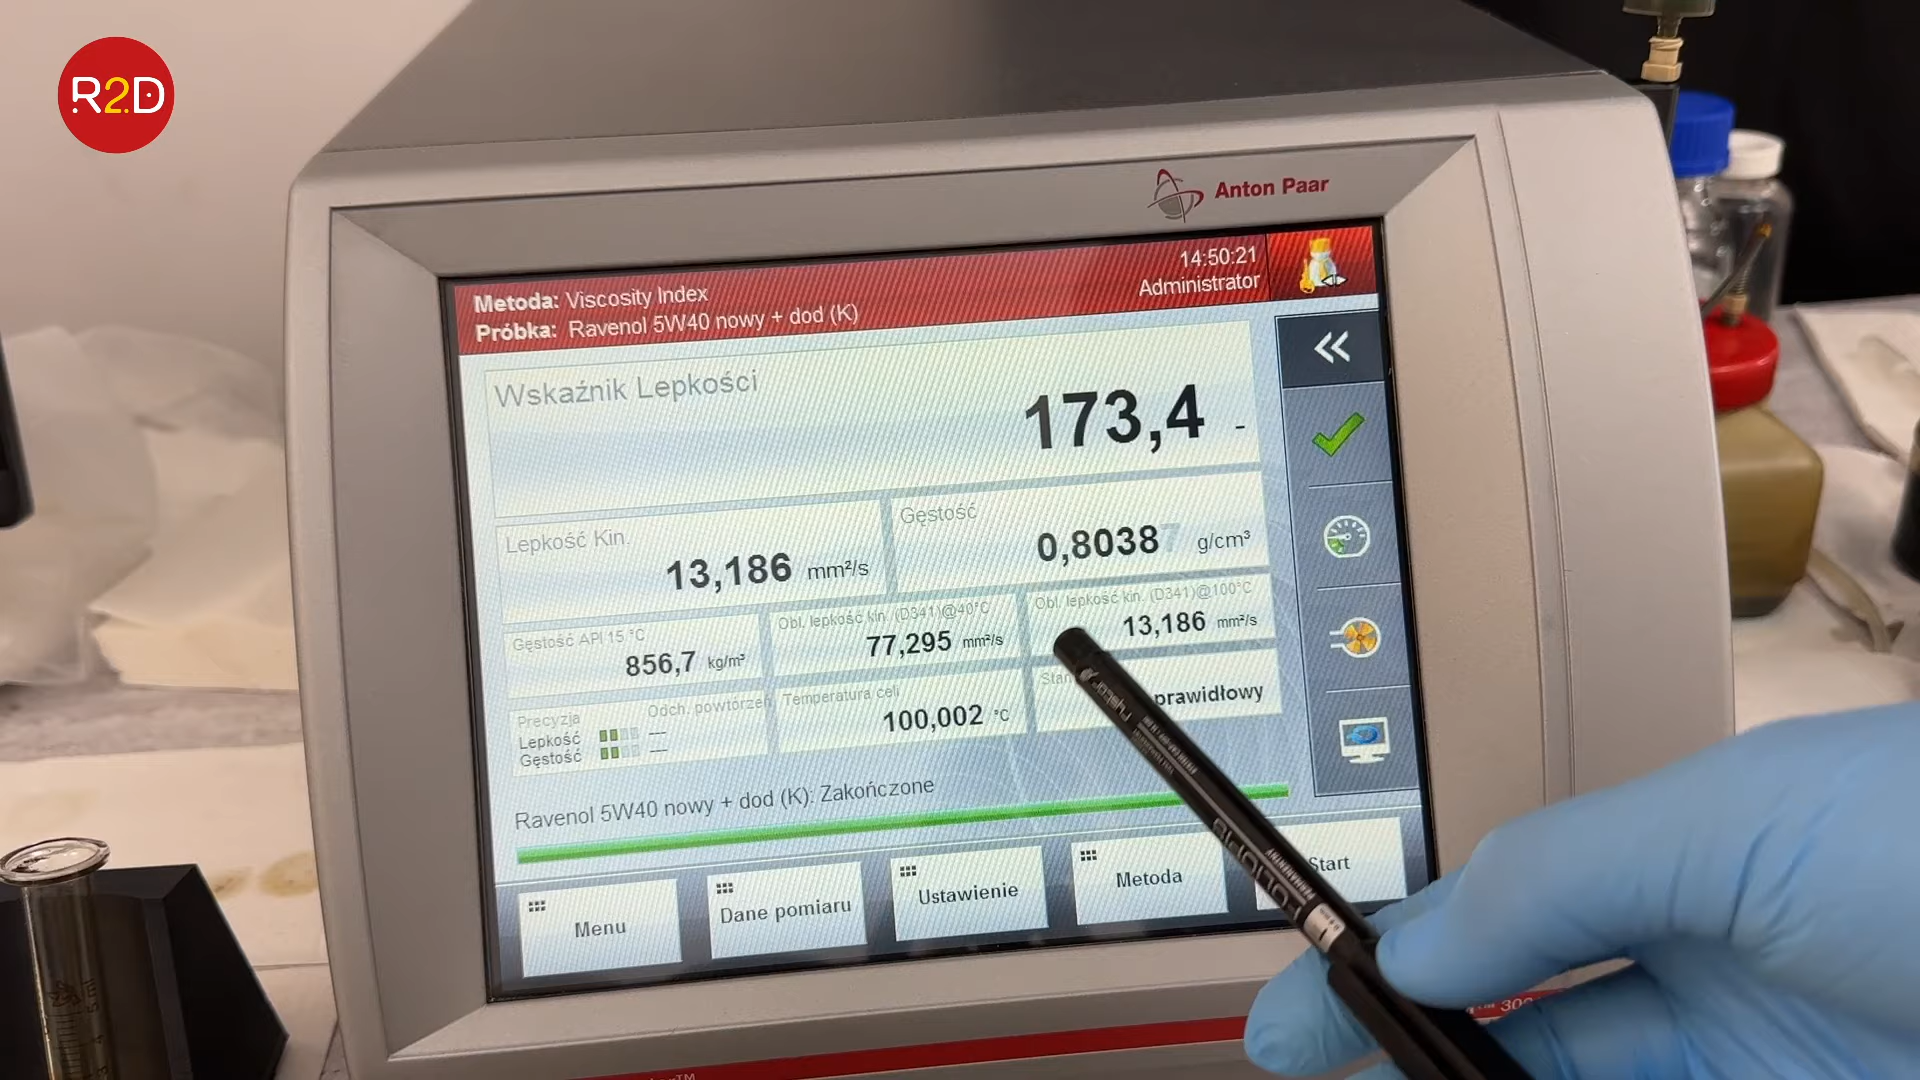 R2D
Anton Paar
14:50:21
Administrator
Metoda: Viscosity Index
Próbka: Ravenol 5W40 nowy + dod (K)
Wskaźnik Lepkości
173,4 -
Lepkość Kin.
13,186 mm²/s
Gęstość
0,80387 g/cm³
Gęstość API 15 °C
856,7 kg/m³
Obl. lepkość kin. (D341)@40°C
77,295 mm²/s
Obl. lepkość kin. (D341)@100°C
13,186 mm²/s
Precyzja Odch. powtórzeń
Lepkość ---
Gęstość ---
Temperatura celi
100,002 °C
prawidłowy
Ravenol 5W40 nowy + dod (K): Zakończone
Menu
Dane pomiaru
Ustawienie
Metoda
Start